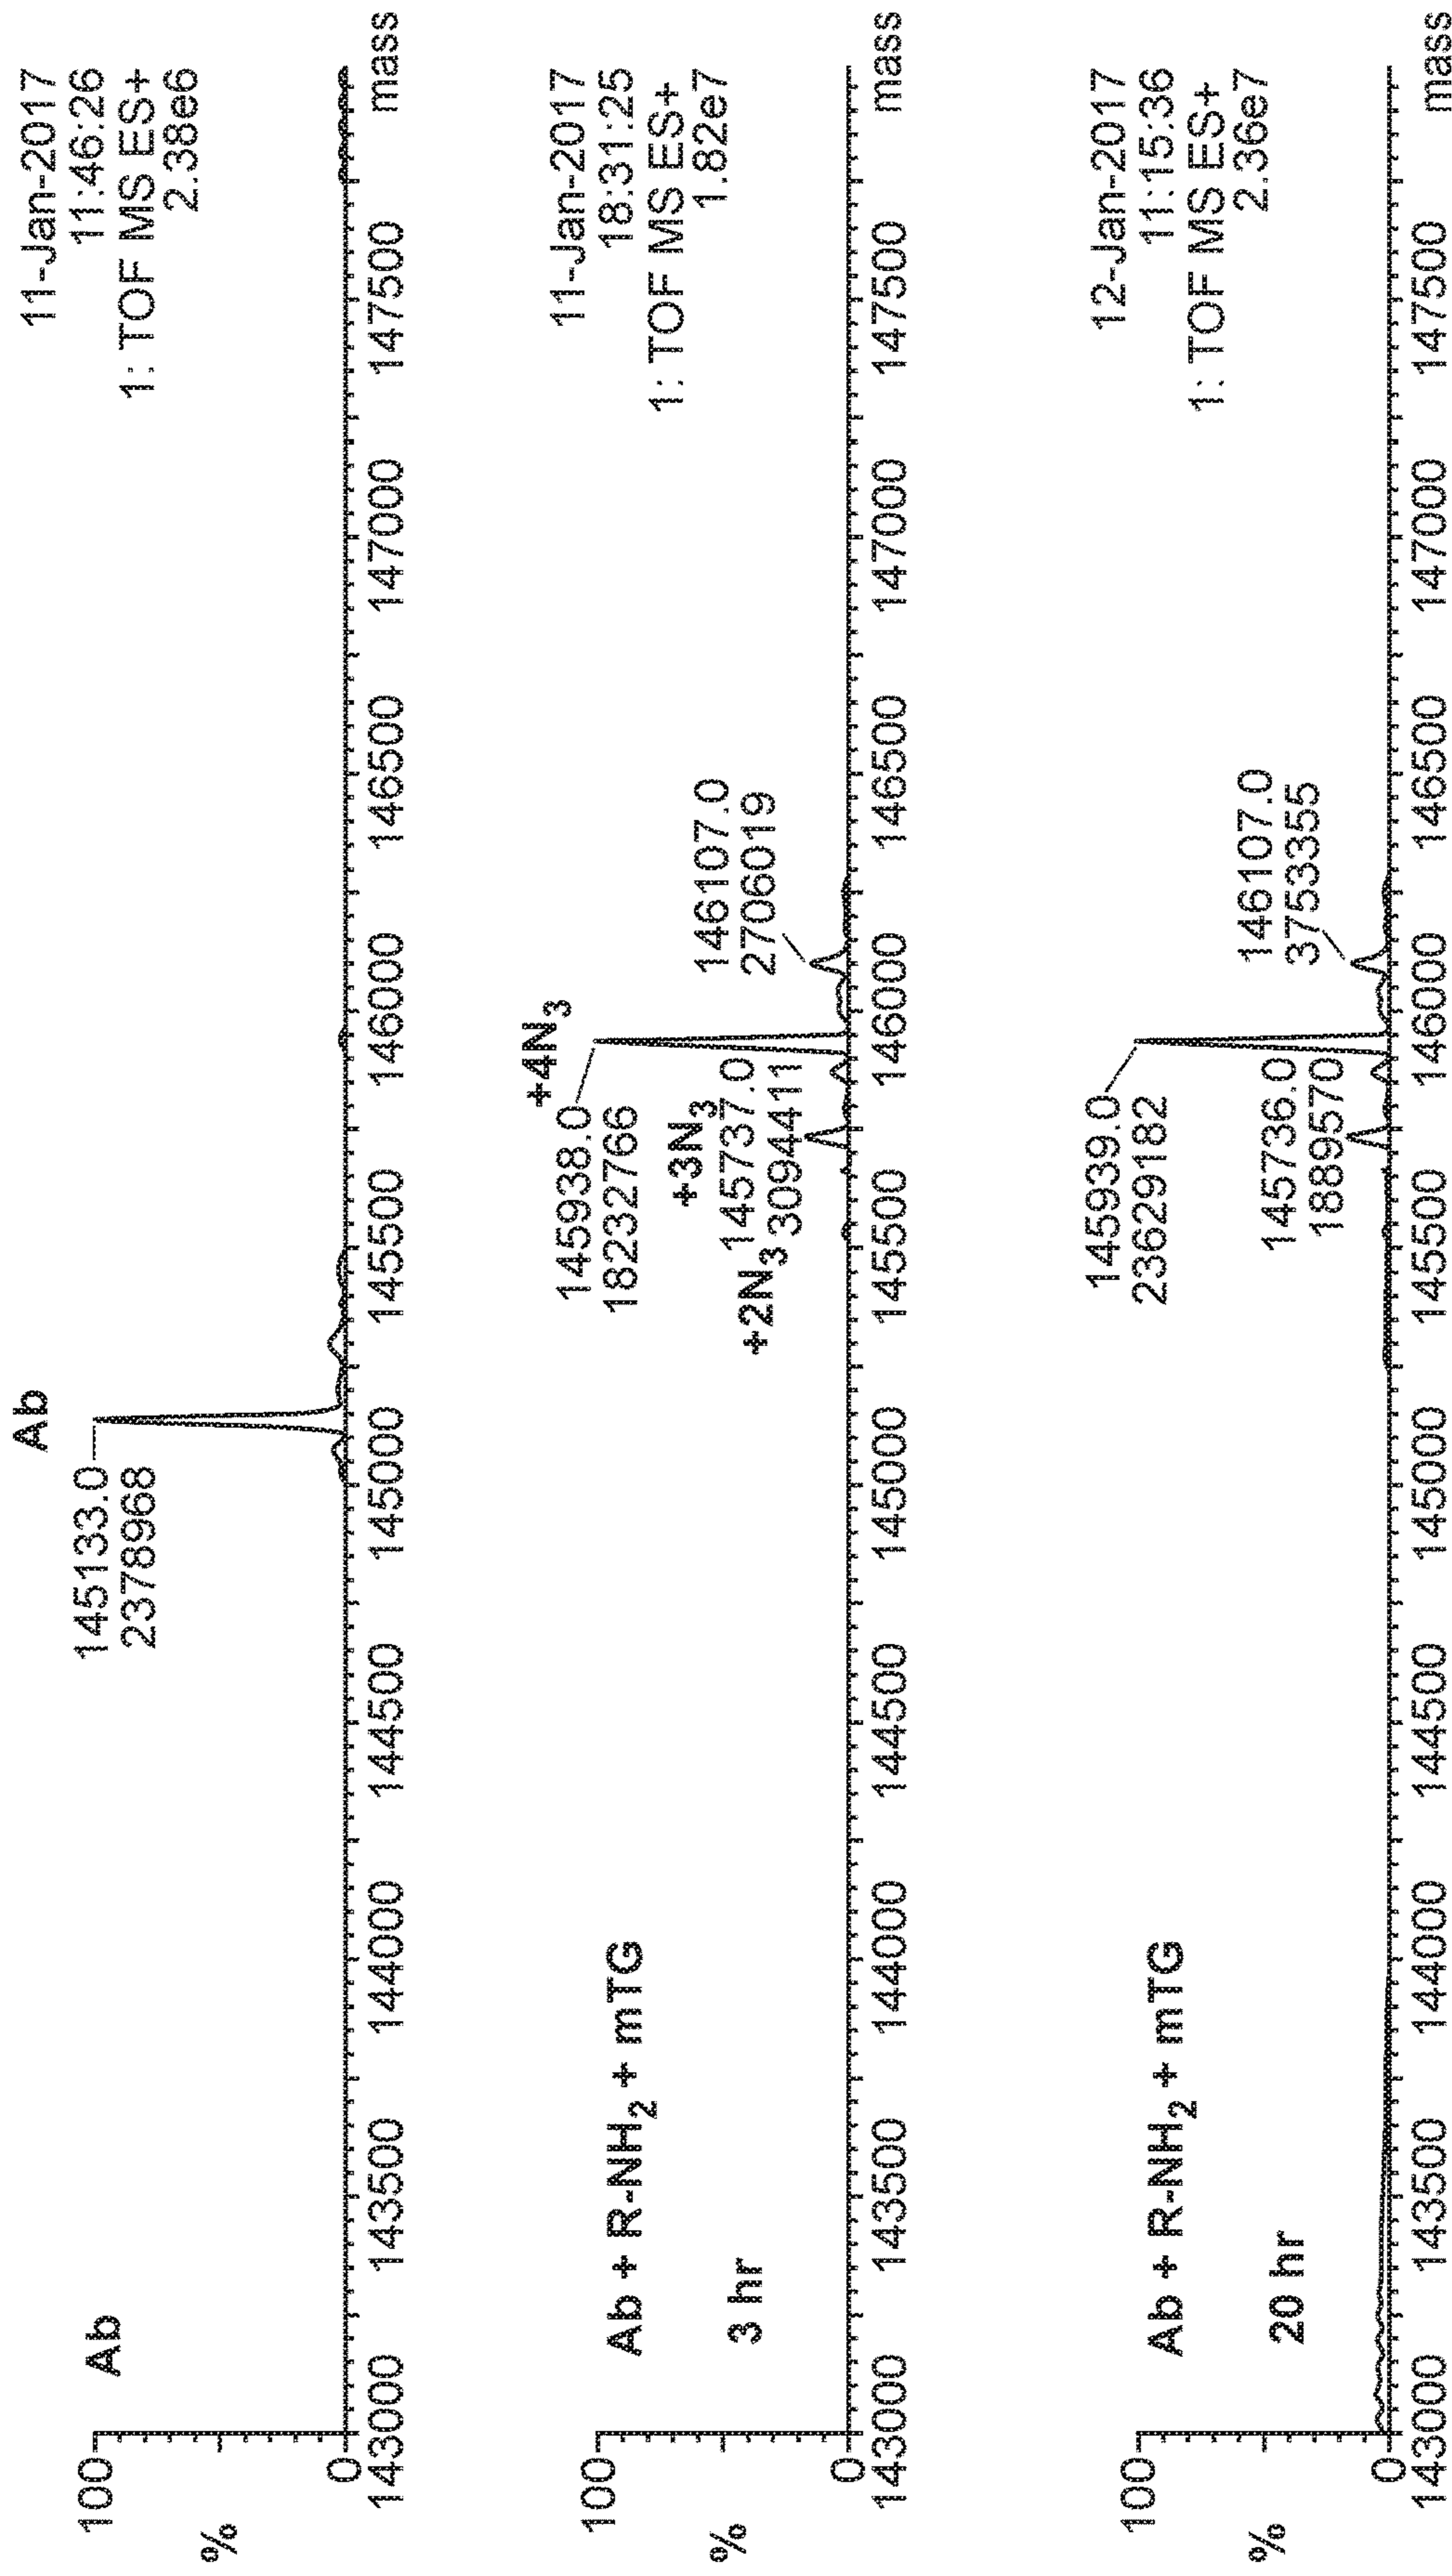 Ab
11-Jan-2017
11:46:26
1: TOF MS ES+
2.38e6
Ab
145133.0
2378968
100
%
0
143000 143500 144000 144500 145000 145500 146000 146500 147000 147500 mass
Ab + R-NH2 + mTG
3 hr
11-Jan-2017
18:31:25
1: TOF MS ES+
1.82e7
+4N3
145938.0
18232766
+3N3
145737.0
3094411
+2N3
146107.0
2706019
100
%
0
143000 143500 144000 144500 145000 145500 146000 146500 147000 147500 mass
Ab + R-NH2 + mTG
20 hr
12-Jan-2017
11:15:36
1: TOF MS ES+
2.36e7
145939.0
23629182
145736.0
1889570
146107.0
3753355
100
%
0
143000 143500 144000 144500 145000 145500 146000 146500 147000 147500 mass